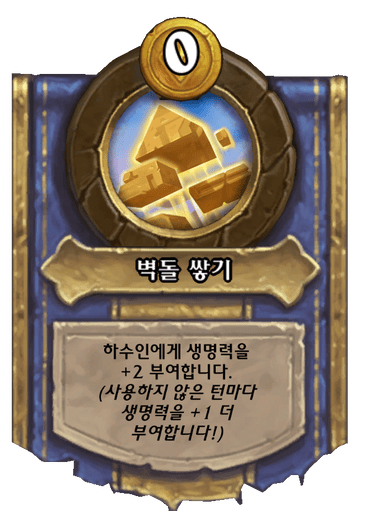 0
벽돌 쌓기
하수인에게 생명력을
+2 부여합니다.
(사용하지 않은 턴마다
생명력을 +1 더
부여합니다!)